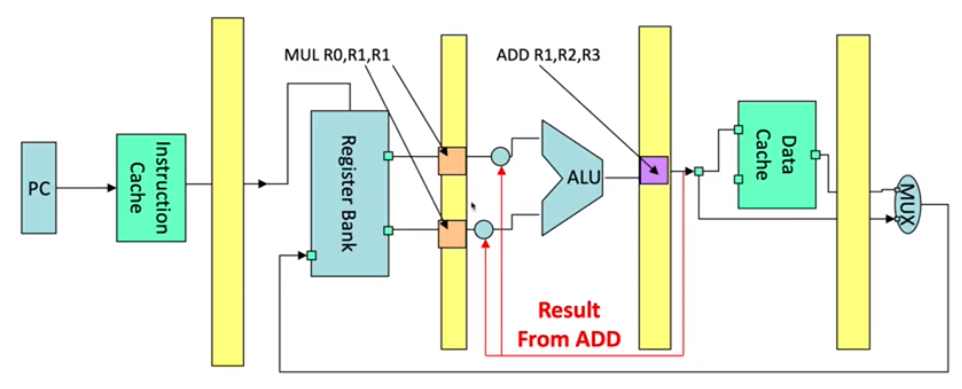 MUL R0,R1,R1
ADD R1,R2,R3
PC
Instruction
Cache
Register Bank
ALU
Data
Cache
MUX
Result
From ADD